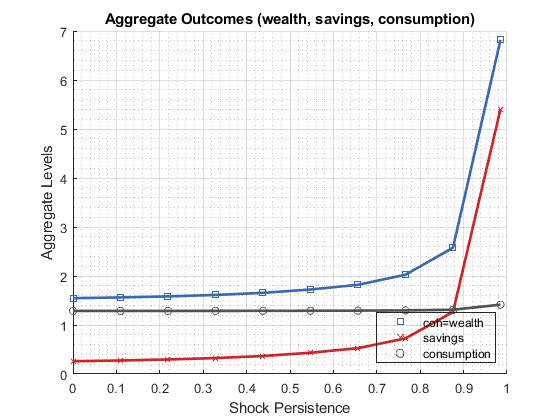 Aggregate Outcomes (wealth, savings, consumption)
Aggregate Levels
7
6
5
4
3
2
1
0
0 0.1 0.2 0.3 0.4 0.5 0.6 0.7 0.8 0.9 1
Shock Persistence
coh=wealth
savings
consumption